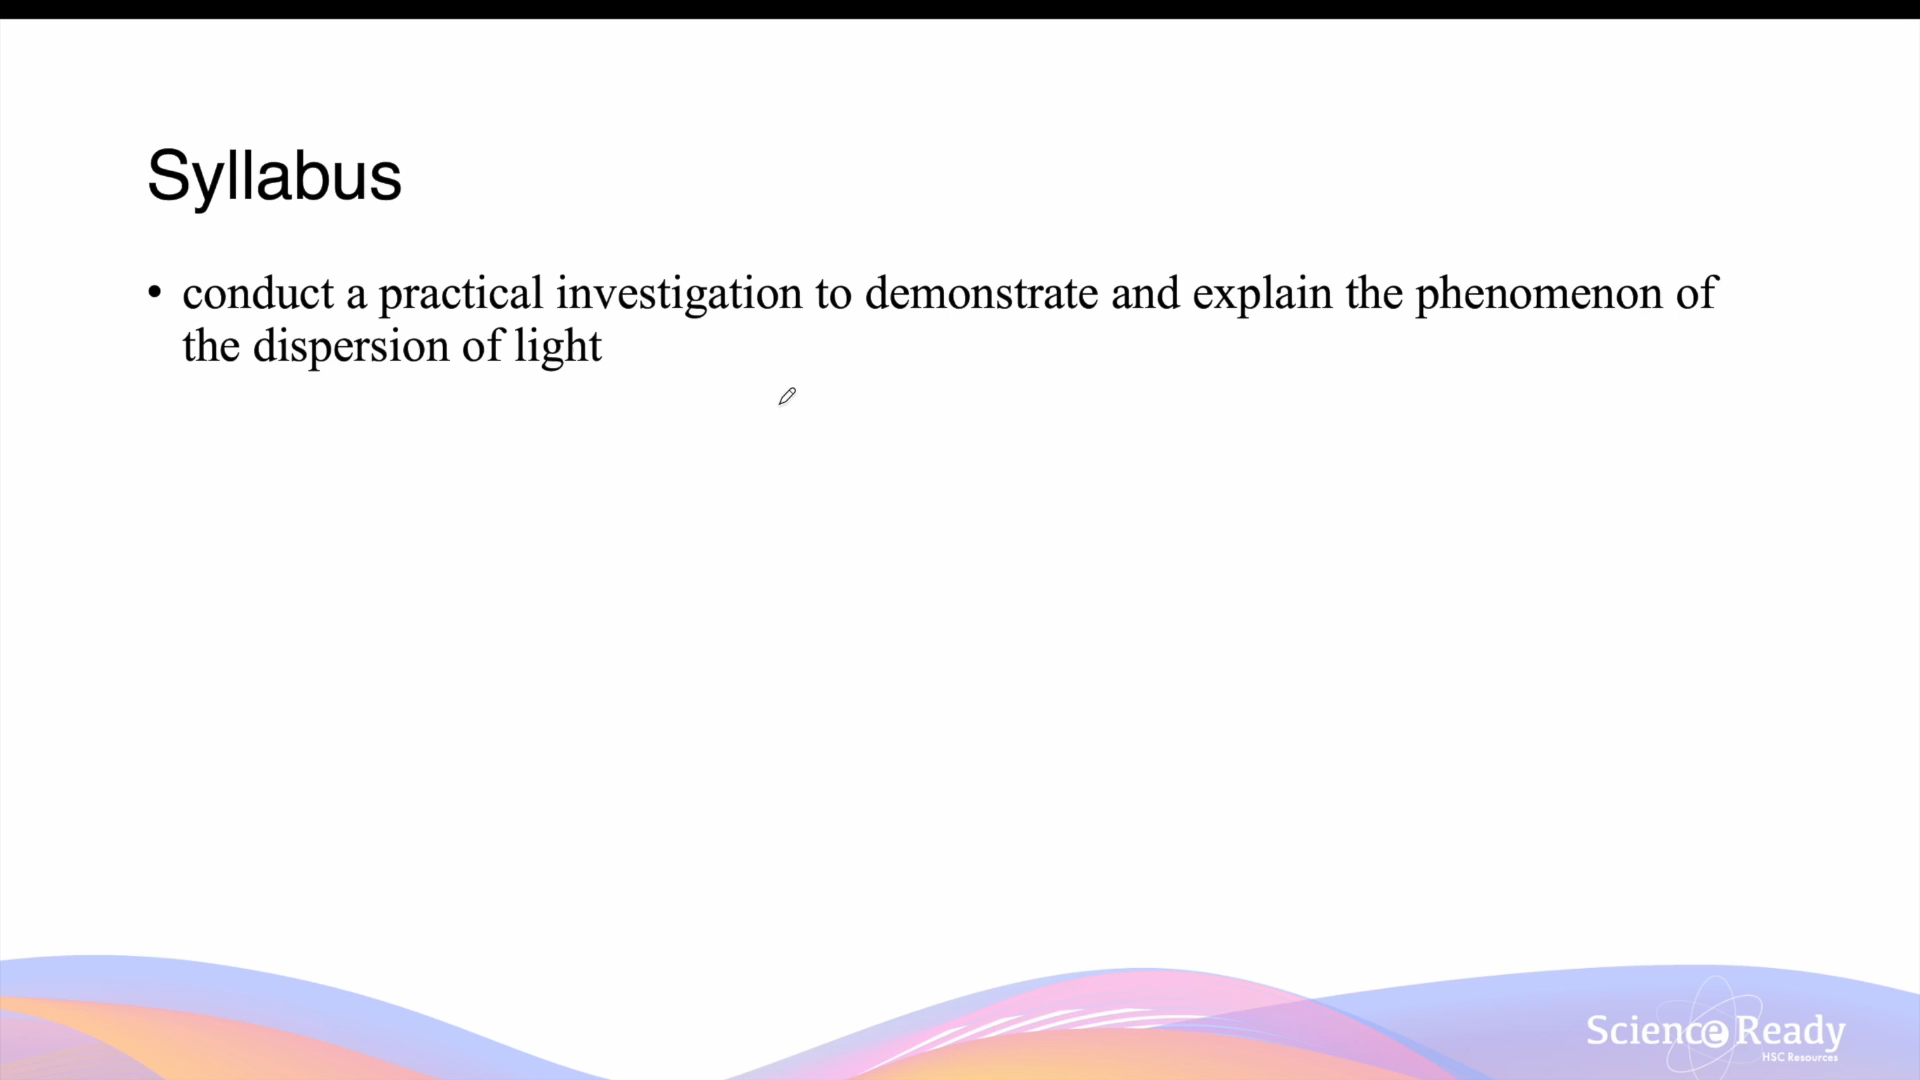 Syllabus
• conduct a practical investigation to demonstrate and explain the phenomenon of
the dispersion of light
Science Ready
HSC Resources